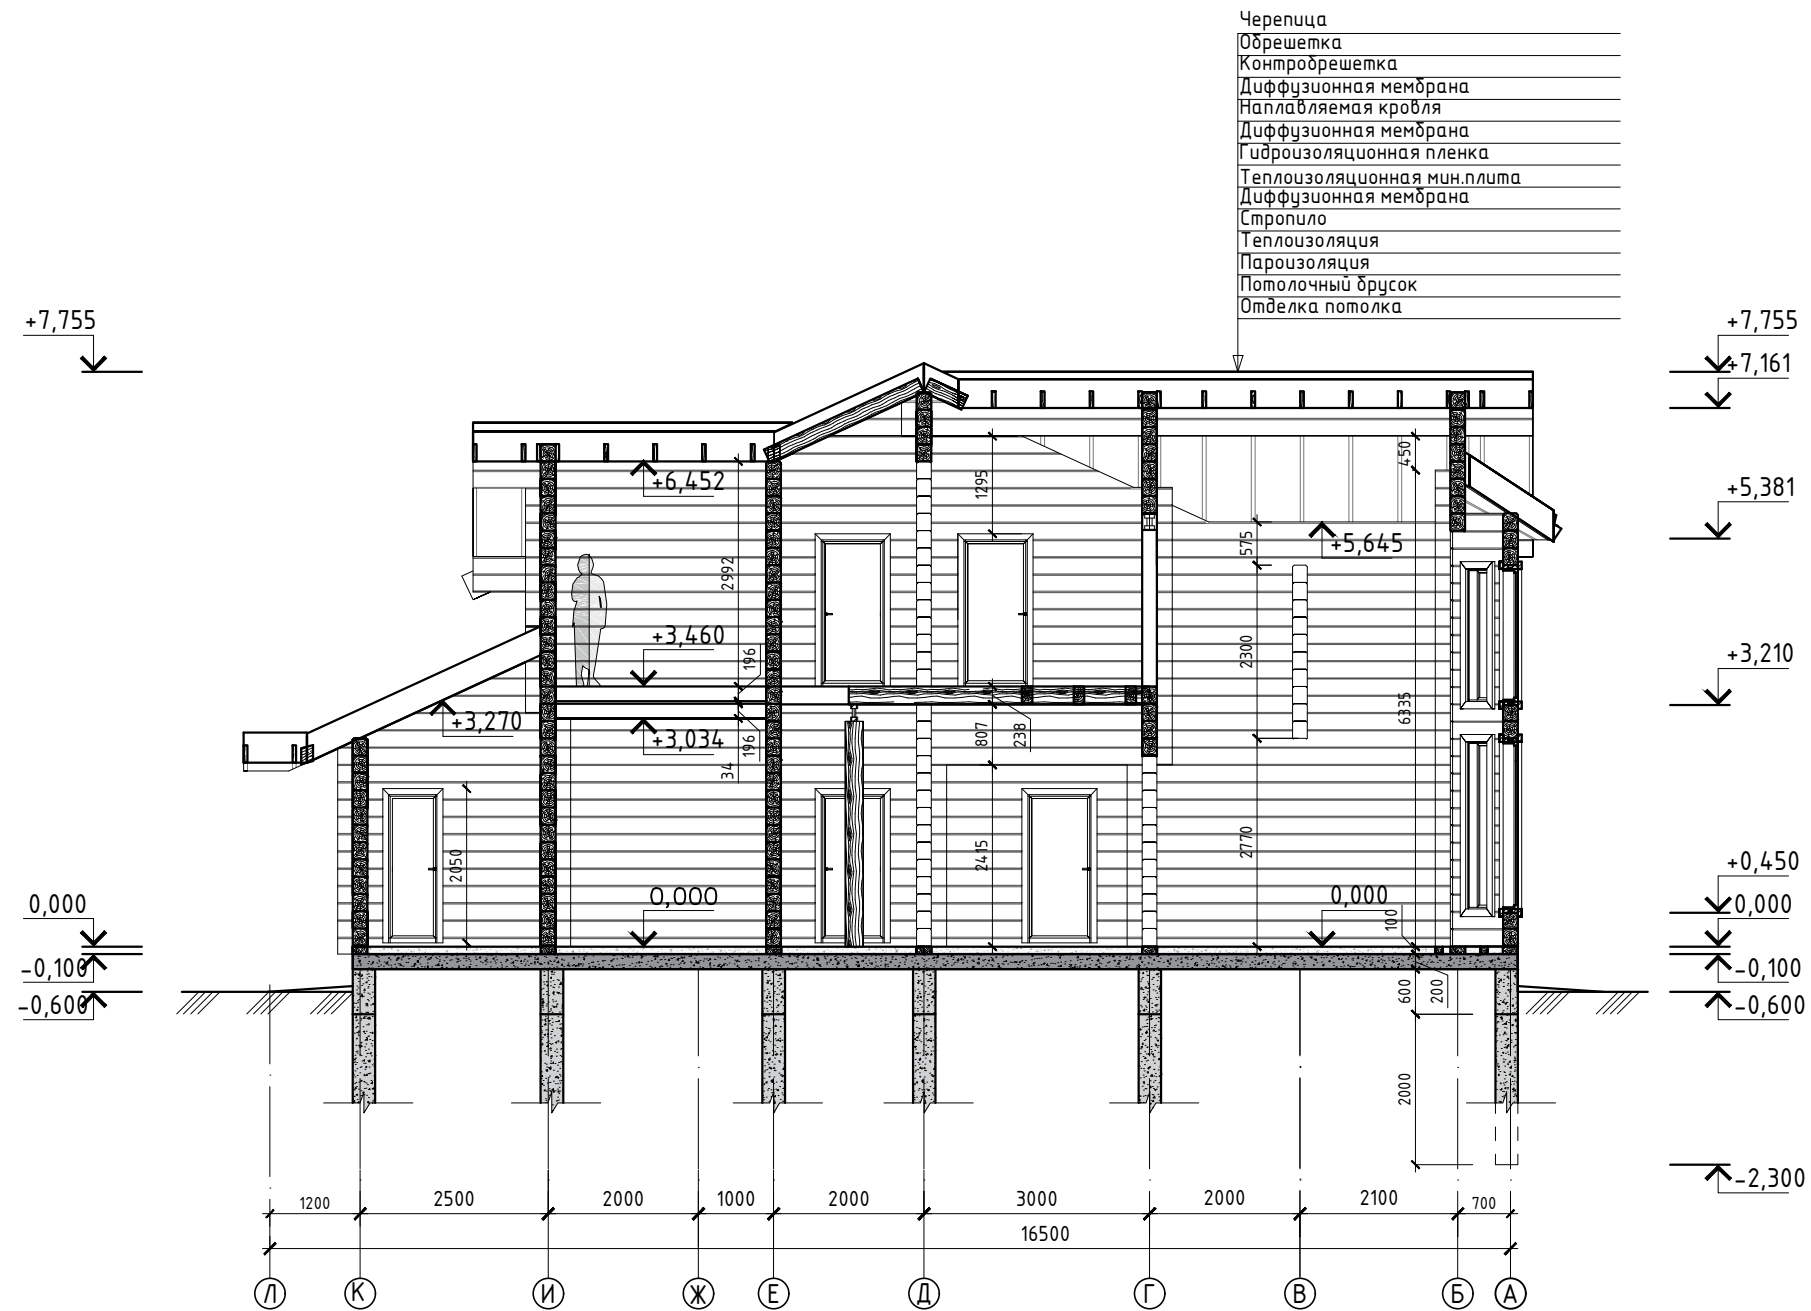 Черепица
Обрешетка
Контробрешетка
Диффузионная мембрана
Наплавляемая кровля
Диффузионная мембрана
Гидроизоляционная пленка
Теплоизоляционная мин.плита
Диффузионная мембрана
Стропило
Теплоизоляция
Пароизоляция
Потолочный брусок
Отделка потолка
+7,755
+7,755
+7,161
+6,452
1295
450
+5,381
575
+5,645
2992
+3,460
196
2300
+3,210
+3,270
+3,034
196
34
807
238
6335
2050
2415
2770
+0,450
0,000
0,000
0,000
100
0,000
-0,100
-0,100
-0,600
600
200
-0,600
2000
-2,300
1200
2500
2000
1000
2000
3000
2000
2100
700
16500
Л
К
И
Ж
Е
Д
Г
В
Б
А